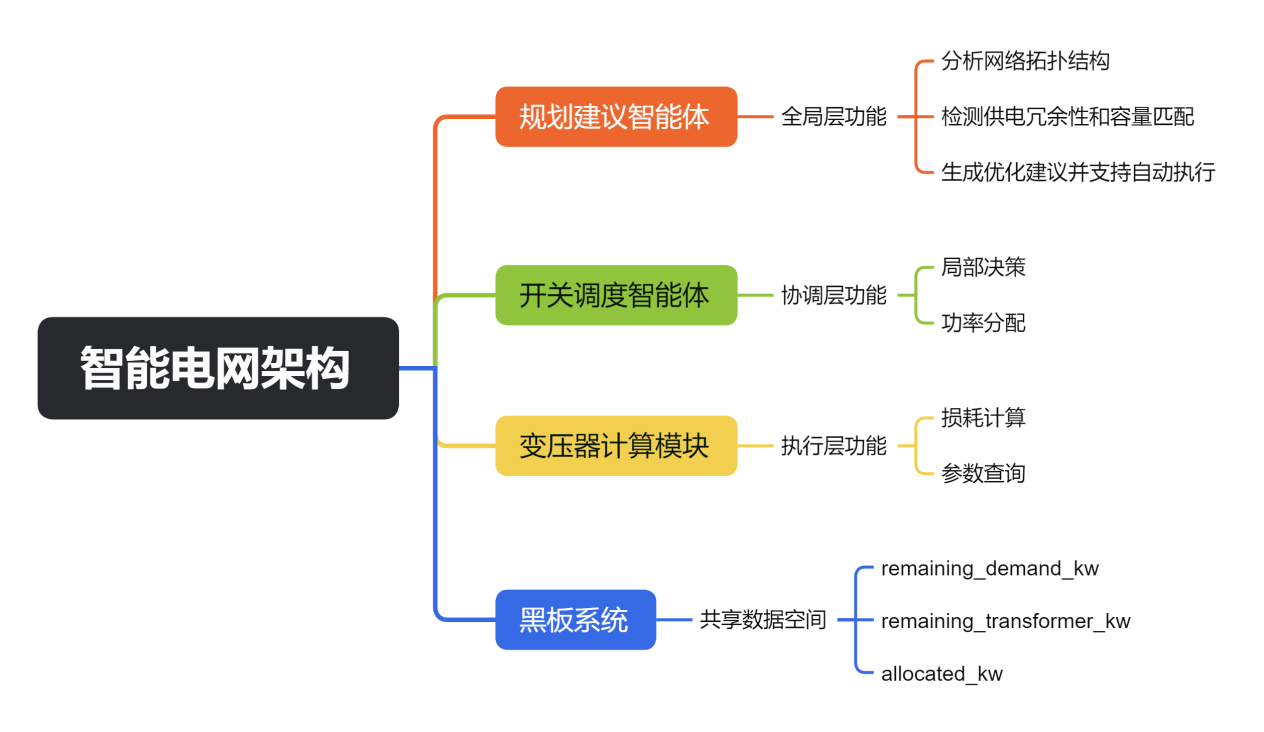 智能电网架构
规划建议智能体
全局层功能
分析网络拓扑结构
检测供电冗余性和容量匹配
生成优化建议并支持自动执行
开关调度智能体
协调层功能
局部决策
功率分配
变压器计算模块
执行层功能
损耗计算
参数查询
黑板系统
共享数据空间
remaining_demand_kw
remaining_transformer_kw
allocated_kw